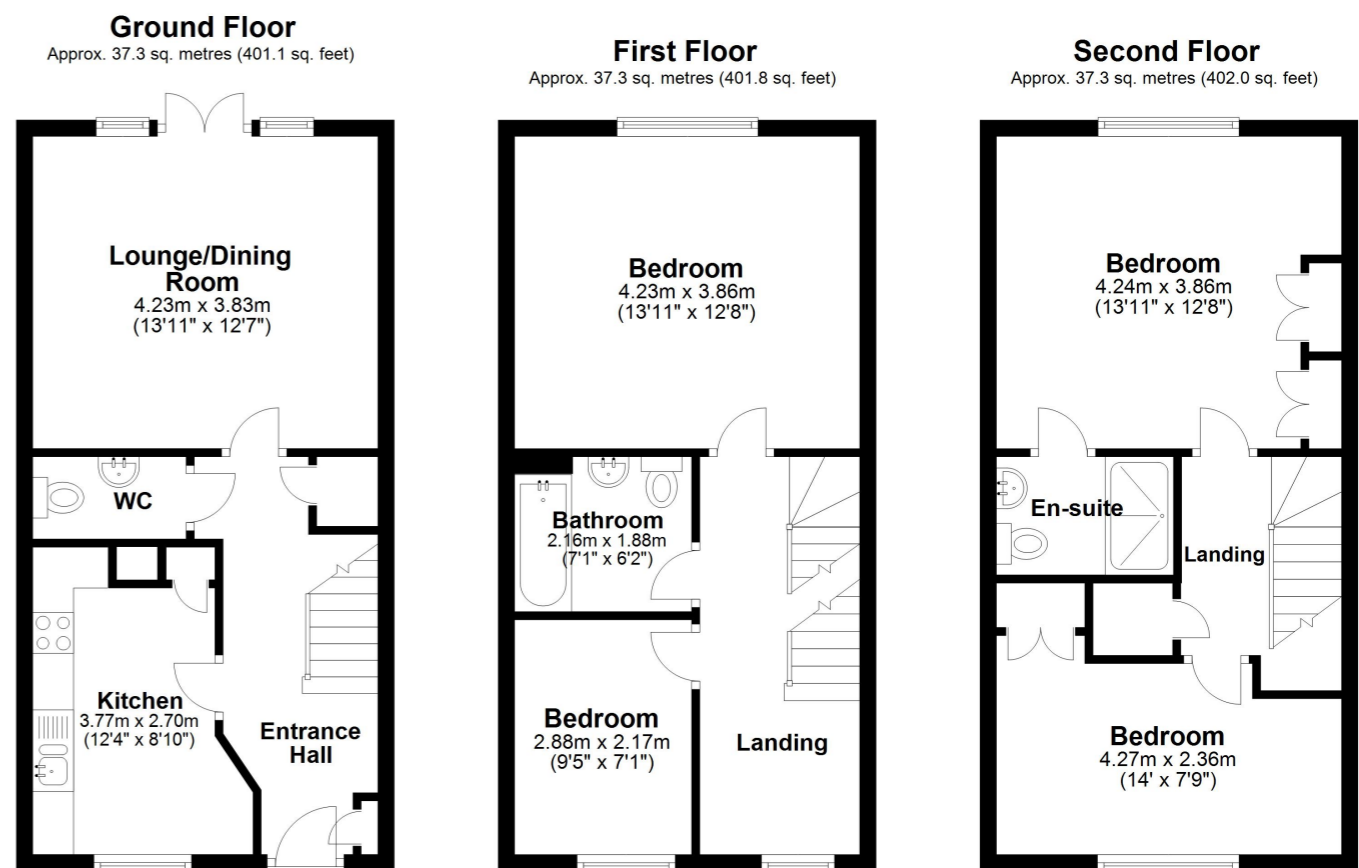 Ground Floor
Approx. 37.3 sq. metres (401.1 sq. feet)
Lounge/Dining
Room
4.23m x 3.83m
(13'11" x 12'7")
WC
Kitchen
3.77m x 2.70m
(12'4" x 8'10")
Entrance
Hall
First Floor
Approx. 37.3 sq. metres (401.8 sq. feet)
Bedroom
4.23m x 3.86m
(13'11" x 12'8")
Bathroom
2.16m x 1.88m
(7'1" x 6'2")
Bedroom
2.88m x 2.17m
(9'5" x 7'1")
Landing
Second Floor
Approx. 37.3 sq. metres (402.0 sq. feet)
Bedroom
4.24m x 3.86m
(13'11" x 12'8")
En-suite
Landing
Bedroom
4.27m x 2.36m
(14' x 7'9")